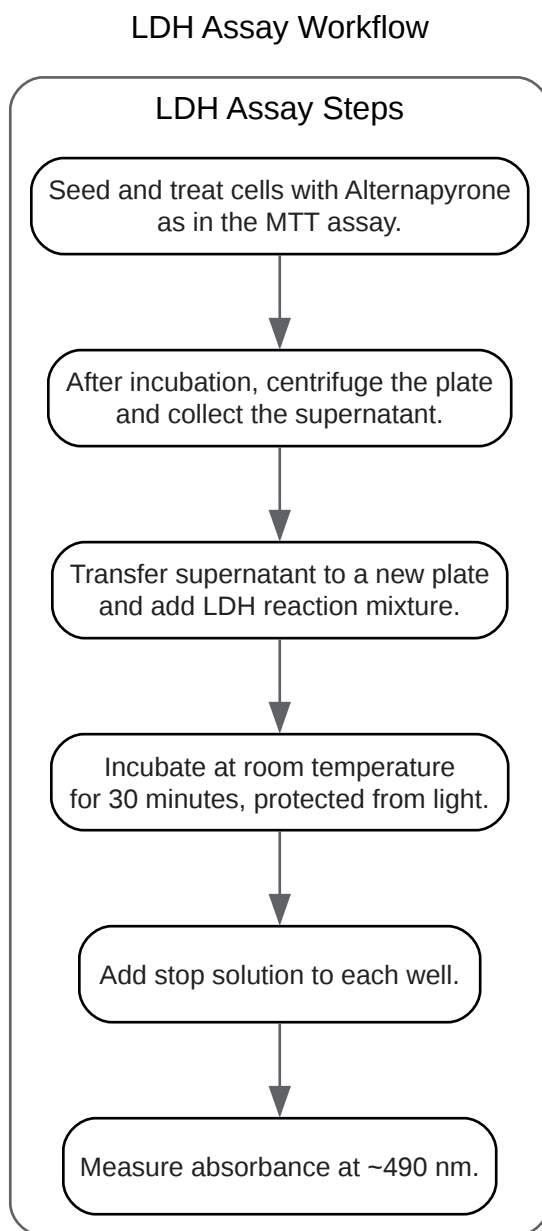 LDH Assay Workflow
LDH Assay Steps
Seed and treat cells with Alternapyrone
as in the MTT assay.
After incubation, centrifuge the plate
and collect the supernatant.
Transfer supernatant to a new plate
and add LDH reaction mixture.
Incubate at room temperature
for 30 minutes, protected from light.
Add stop solution to each well.
Measure absorbance at ~490 nm.